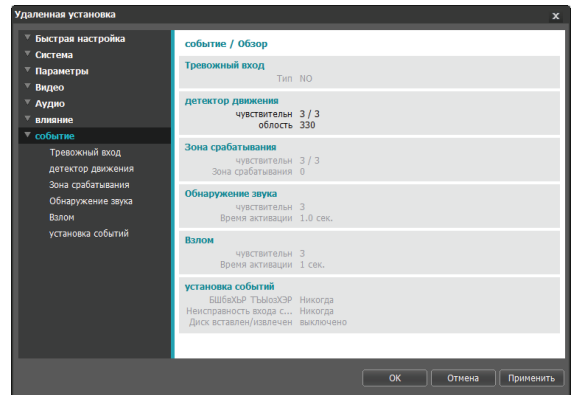 Удаленная установка x
Быстрая настройка
Система
Параметры
Видео
Аудио
влияние
событие
Тревожный вход
детектор движения
Зона срабатывания
Обнаружение звука
Взлом
установка событий
событие / Обзор
Тревожный вход
Тип NO
детектор движения
чувствительн 3 / 3
облость 330
Зона срабатывания
чувствительн 3 / 3
Зона срабатывания 0
Обнаружение звука
чувствительн 3
Время активации 1.0 сек.
Взлом
чувствительн 3
Время активации 1 сек.
установка событий
Никогда
Неисправность входа с... Никогда
Диск вставлен/извлечен выключено
OK Отмена Применить